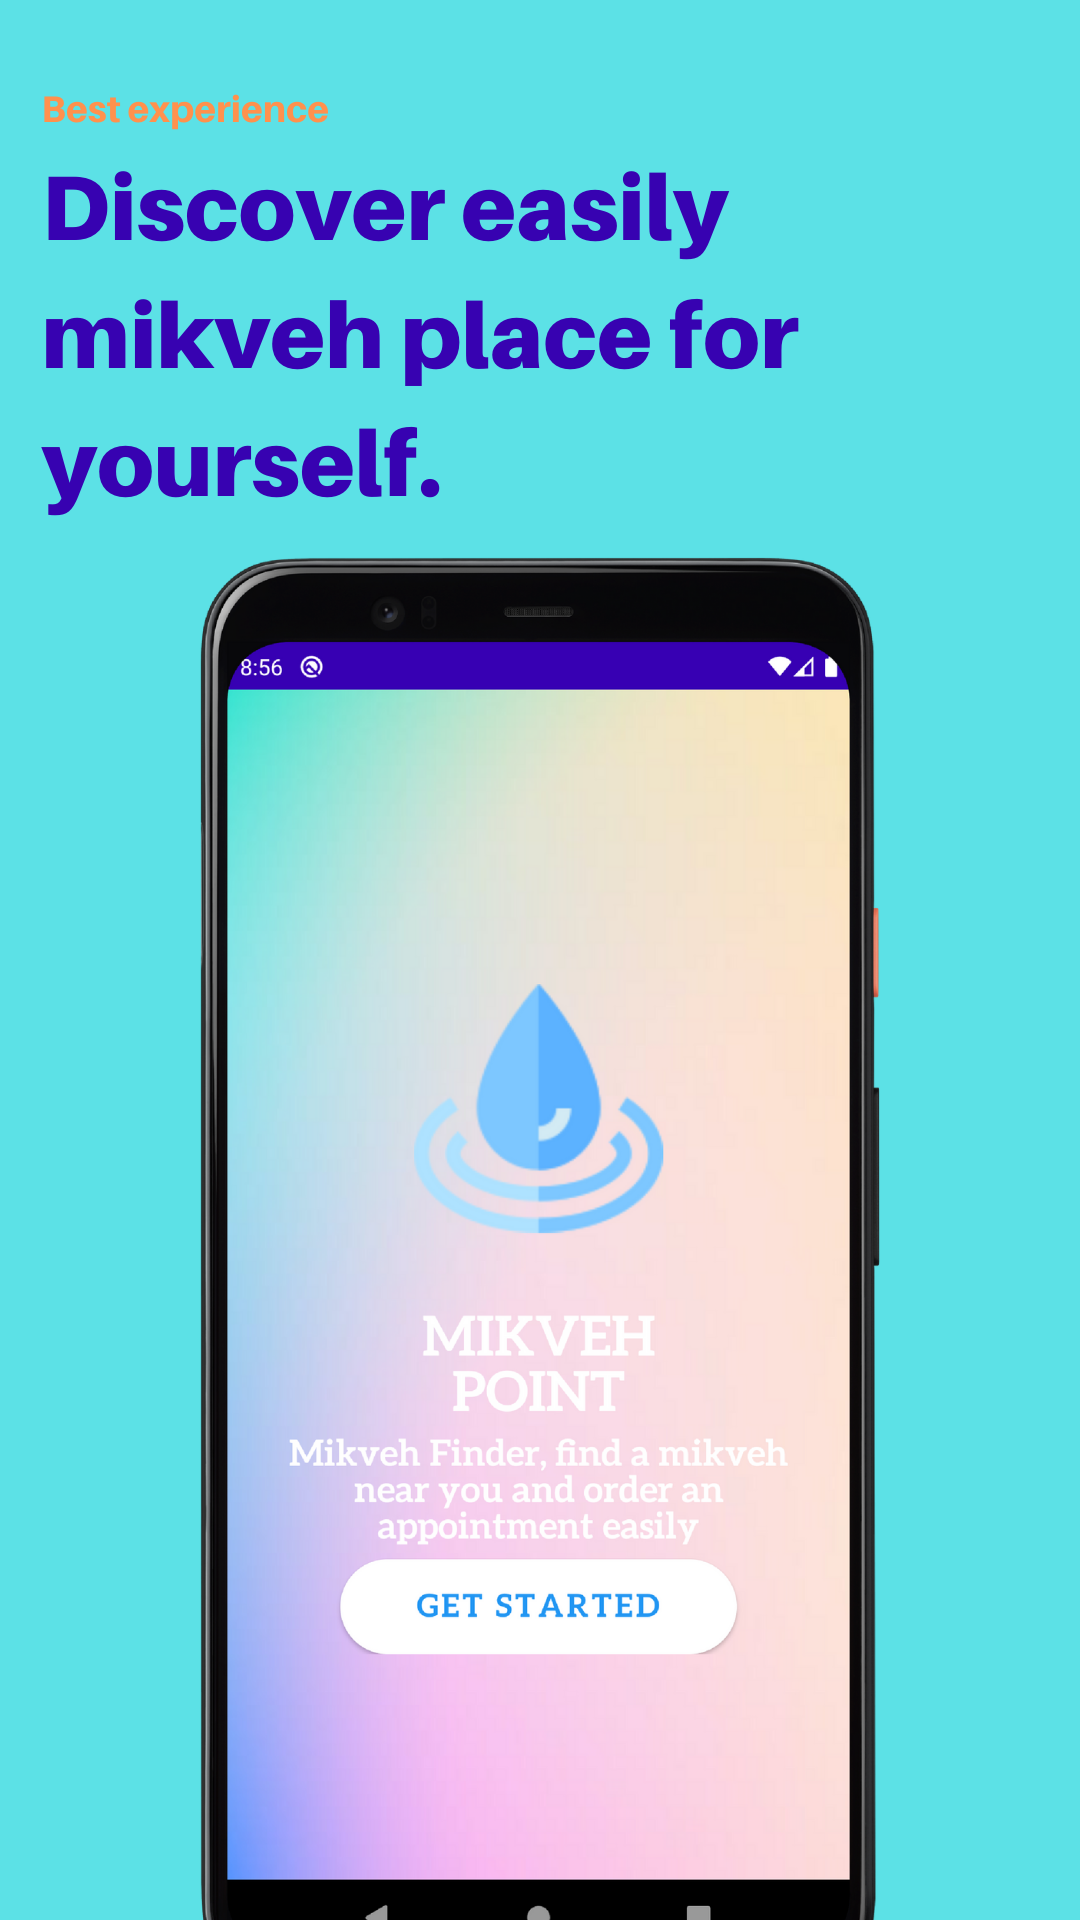 Best experience
Discover easily
mikveh place for
yourself.
8:56
MIKVEH
POINT
Mikveh Finder, find a mikveh
near you and order an
appointment easily
GET STARTED